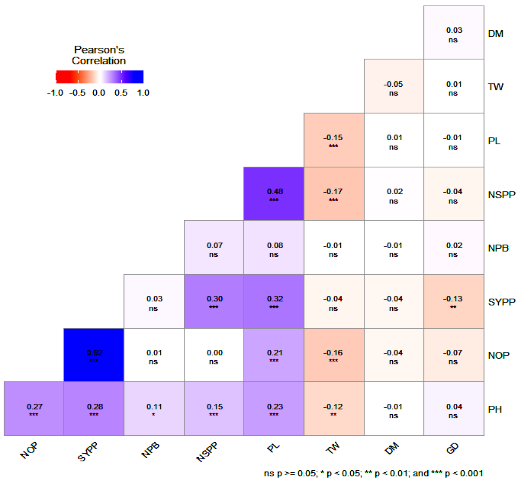 Pearson's
Correlation
-1.0 -0.5 0.0 0.5 1.0
0.03
ns
DM
-0.05 0.01
ns ns
TW
-0.15 0.01 -0.01
*** ns ns
PL
0.48 -0.17 0.02 -0.04
*** *** ns ns
NSPP
0.07 0.08 -0.01 -0.01 0.02
ns ns ns ns ns
NPB
0.03 0.30 0.32 -0.04 -0.04 -0.13
ns *** *** ns ns **
SYPP
0.01 0.00 0.21 -0.16 -0.04 -0.07
*** ns ns *** *** ns ns
NOP
0.27 0.28 0.11 0.15 0.23 -0.12 -0.01 0.04
*** *** * *** *** ** ns ns
PH
NOP SYPP NPB NSPP PL TW DM GD
ns p >= 0.05; * p < 0.05; ** p < 0.01; and *** p < 0.001